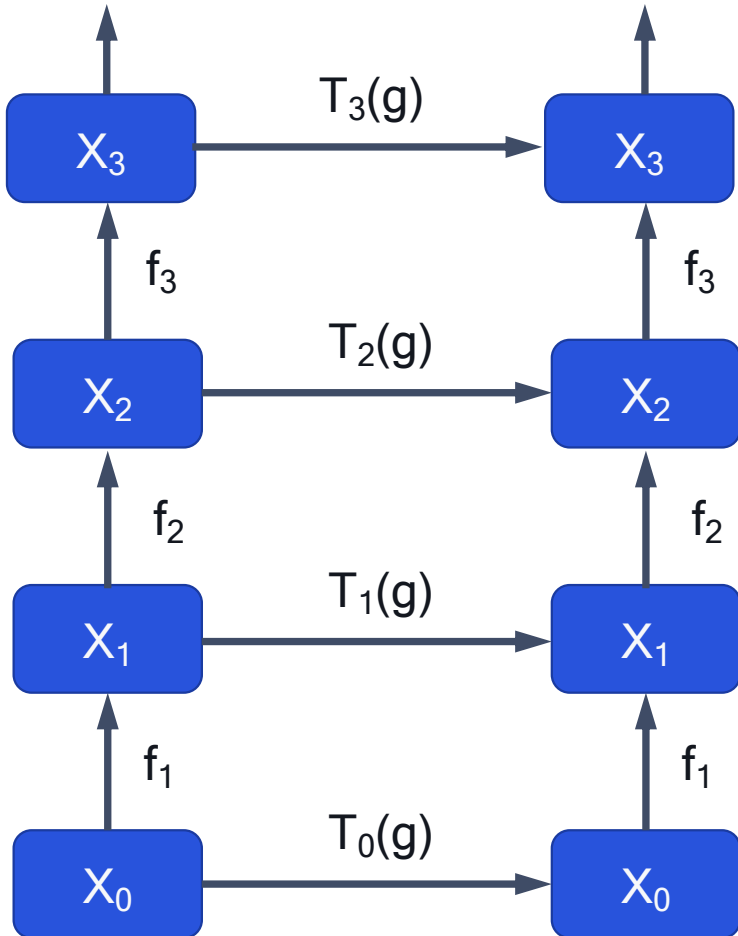 T₃(g)
X₃ X₃
f₃ f₃
T₂(g)
X₂ X₂
f₂ f₂
T₁(g)
X₁ X₁
f₁ f₁
T₀(g)
X₀ X₀